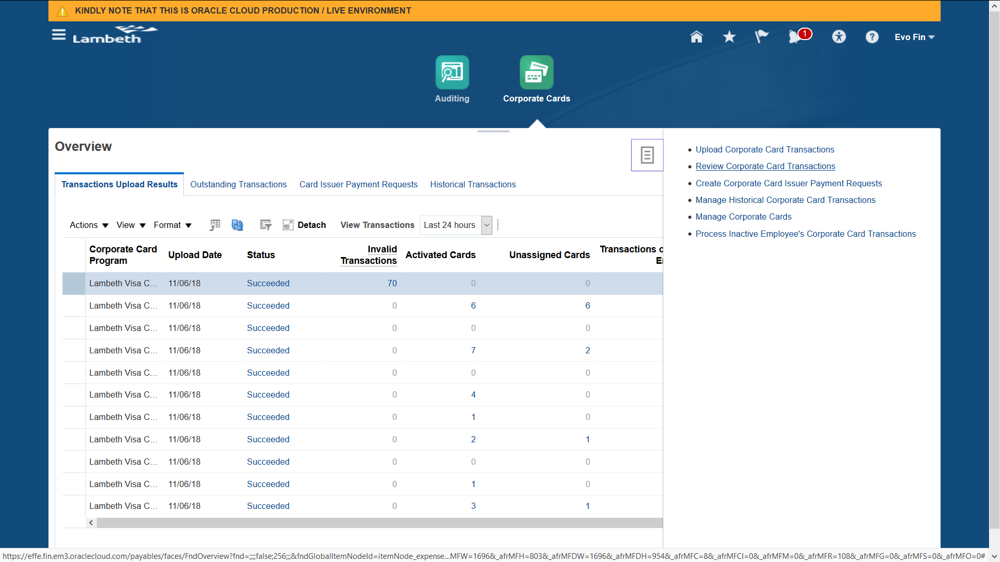 KINDLY NOTE THAT THIS IS ORACLE CLOUD PRODUCTION / LIVE ENVIRONMENT
Lambeth
1
Evo Fin
Auditing
Corporate Cards
Overview
Transactions Upload Results Outstanding Transactions Card Issuer Payment Requests Historical Transactions
Actions View Format Detach View Transactions Last 24 hours
Corporate Card Program Upload Date Status Invalid Transactions Activated Cards Unassigned Cards Transactions
Lambeth Visa C... 11/06/18 Succeeded 70 0 0
Lambeth Visa C... 11/06/18 Succeeded 0 6 6
Lambeth Visa C... 11/06/18 Succeeded 0 0 0
Lambeth Visa C... 11/06/18 Succeeded 0 7 2
Lambeth Visa C... 11/06/18 Succeeded 0 0 0
Lambeth Visa C... 11/06/18 Succeeded 0 4 0
Lambeth Visa C... 11/06/18 Succeeded 0 1 0
Lambeth Visa C... 11/06/18 Succeeded 0 2 1
Lambeth Visa C... 11/06/18 Succeeded 0 0 0
Lambeth Visa C... 11/06/18 Succeeded 0 1 0
Lambeth Visa C... 11/06/18 Succeeded 0 3 1
Upload Corporate Card Transactions
Review Corporate Card Transactions
Create Corporate Card Issuer Payment Requests
Manage Historical Corporate Card Transactions
Manage Corporate Cards
Process Inactive Employee's Corporate Card Transactions
https://effe.fin.em3.oraclecloud.com/payables/faces/FndOverview?fnd=;;;;false;256;;;&fndGlobalItemNodeId=itemNode_expense...MFW=1696&_afrMFH=803&_afrMFDW=1696&_afrMFDH=954&_afrMFC=8&_afrMFCI=0&_afrMFM=0&_afrMFR=108&_afrMFG=0&_afrMFS=0&_afrMFO=0#